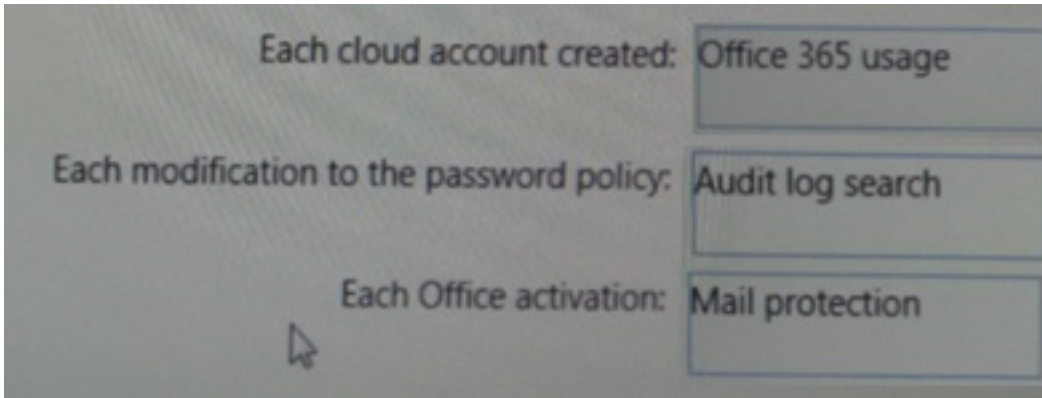 Each cloud account created: Office 365 usage
Each modification to the password policy: Audit log search
Each Office activation: Mail protection